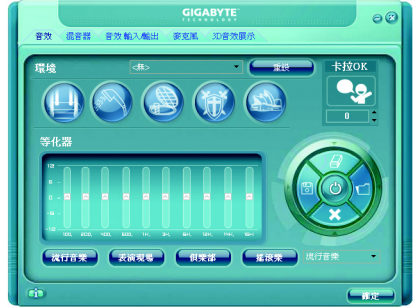 GIGABYTE™
TECHNOLOGY
音效 混音器 音效 輸入/輸出 麥克風 3D音效展示
環境 <無> 重設 卡拉OK
0
等化器
流行音樂 表演現場 俱樂部 搖滾樂 流行音樂
確定